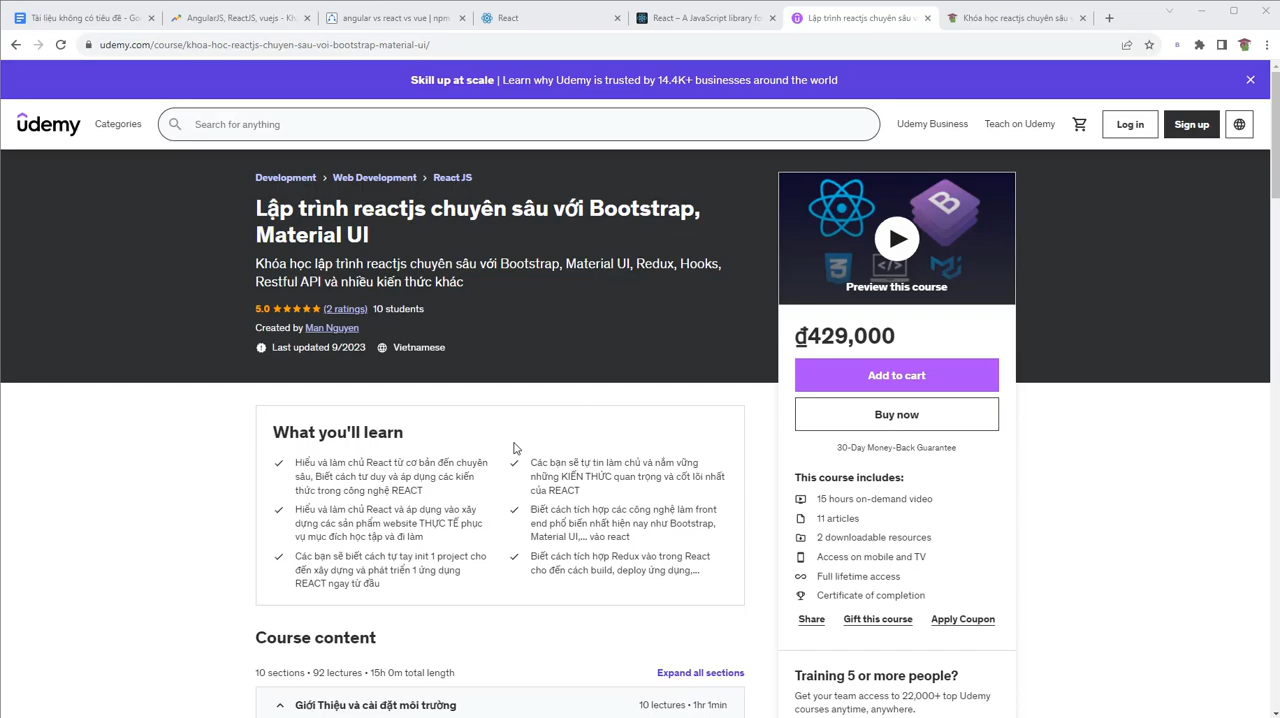 Tài liệu không có tiêu đề - Go
AngularJS, ReactJS, vuejs - Kh
angular vs react vs vue | npm
React
React – A JavaScript library fo
Lập trình reactjs chuyên sâu v
Khóa học reactjs chuyên sâu
udemy.com/course/khoa-hoc-reactjs-chuyen-sau-voi-bootstrap-material-ui/
Skill up at scale | Learn why Udemy is trusted by 14.4K+ businesses around the world
udemy
Categories
Search for anything
Udemy Business
Teach on Udemy
Log in
Sign up
Development > Web Development > React JS
Lập trình reactjs chuyên sâu với Bootstrap,
Material UI
Khóa học lập trình reactjs chuyên sâu với Bootstrap, Material UI, Redux, Hooks,
Restful API và nhiều kiến thức khác
5.0 (2 ratings) 10 students
Created by Man Nguyen
Last updated 9/2023 Vietnamese
Preview this course
₫429,000
Add to cart
Buy now
30-Day Money-Back Guarantee
This course includes:
15 hours on-demand video
11 articles
2 downloadable resources
Access on mobile and TV
Full lifetime access
Certificate of completion
Share
Gift this course
Apply Coupon
Training 5 or more people?
Get your team access to 22,000+ top Udemy
courses anytime, anywhere.
What you'll learn
Hiểu và làm chủ React từ cơ bản đến chuyên
sâu, Biết cách tư duy và áp dụng các kiến
thức trong công nghệ REACT
Các bạn sẽ tự tin làm chủ và nắm vững
những KIẾN THỨC quan trọng và cốt lõi nhất
của REACT
Hiểu và làm chủ React và áp dụng vào xây
dựng các sản phẩm website THỰC TẾ phục
vụ mục đích học tập và đi làm
Biết cách tích hợp các công nghệ làm front
end phổ biến nhất hiện nay như Bootstrap,
Material UI,... vào react
Các bạn sẽ biết cách tự tay init 1 project cho
đến xây dựng và phát triển 1 ứng dụng
REACT ngay từ đầu
Biết cách tích hợp Redux vào trong React
cho đến cách build, deploy ứng dụng,...
Course content
10 sections • 92 lectures • 15h 0m total length
Expand all sections
Giới Thiệu và cài đặt môi trường
10 lectures • 1hr 1min